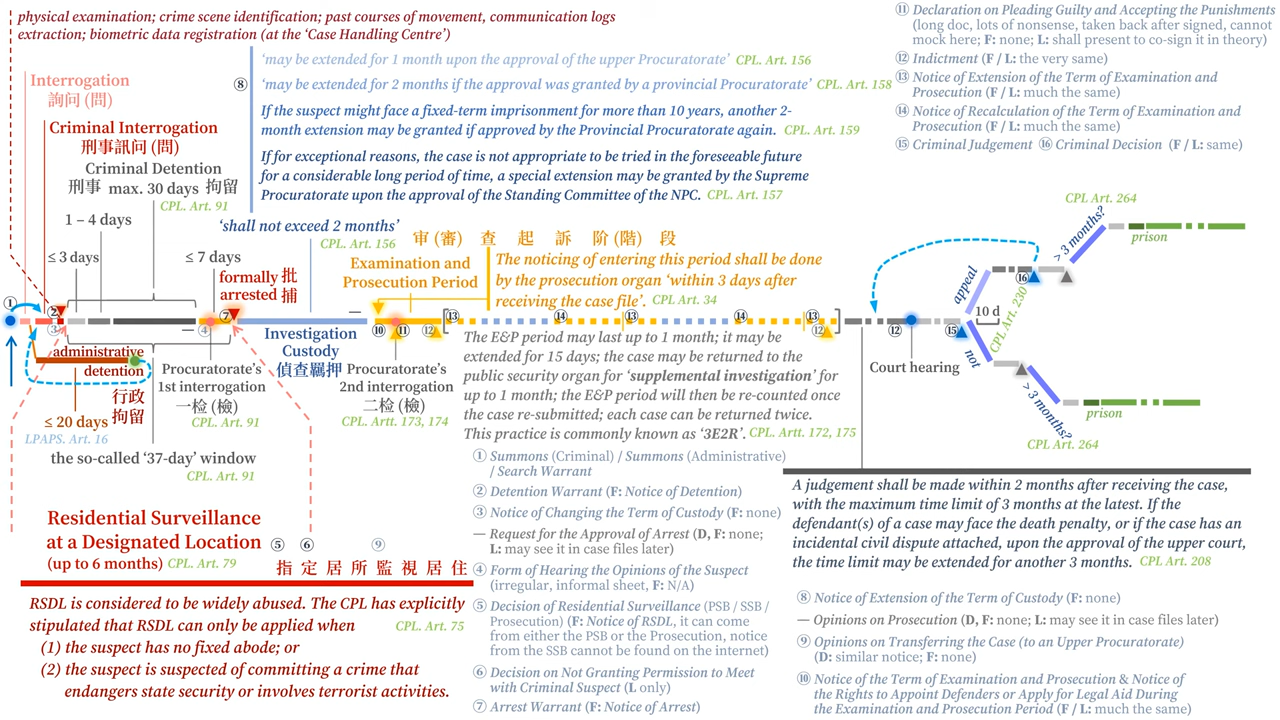 physical examination; crime scene identification; past courses of movement, communication logs
extraction; biometric data registration (at the ‘Case Handling Centre’)
Interrogation
詢问 (問)
Criminal Interrogation
刑事訊问 (問)
Criminal Detention
刑事 max. 30 days 拘留
CPL. Art. 91
1 – 4 days
≤ 3 days
≤ 7 days
formally 批
arrested 捕
⑧
‘may be extended for 1 month upon the approval of the upper Procuratorate’ CPL. Art. 156
‘may be extended for 2 months if the approval was granted by a provincial Procuratorate’ CPL. Art. 158
If the suspect might face a fixed-term imprisonment for more than 10 years, another 2-
month extension may be granted if approved by the Provincial Procuratorate again. CPL. Art. 159
If for exceptional reasons, the case is not appropriate to be tried in the foreseeable future
for a considerable long period of time, a special extension may be granted by the Supreme
Procuratorate upon the approval of the Standing Committee of the NPC. CPL. Art. 157
‘shall not exceed 2 months’
CPL. Art. 156
审 (審) 查 起 訴 阶 (階) 段
Examination and
Prosecution Period
The noticing of entering this period shall be done
by the prosecution organ ‘within 3 days after
receiving the case file’. CPL. Art. 34
⑪ Declaration on Pleading Guilty and Accepting the Punishments
(long doc, lots of nonsense, taken back after signed, cannot
mock here; F: none; L: shall present to co-sign it in theory)
⑫ Indictment (F / L: the very same)
⑬ Notice of Extension of the Term of Examination and
Prosecution (F / L: much the same)
⑭ Notice of Recalculation of the Term of Examination and
Prosecution (F / L: much the same)
⑮ Criminal Judgement ⑯ Criminal Decision (F / L: same)
CPL Art. 264
> 3 months?
prison
appeal
⑯
10 d
CPL Art. 230
not
> 3 months?
prison
CPL Art. 264
①
②
③
—
④
⑦
—
⑩
⑪
⑫
⑬
⑭
⑬
⑭
⑬
⑫
⑫
⑮
Court hearing
administrative
detention
行政
拘留
≤ 20 days
LPAPS. Art. 16
the so-called ‘37-day’ window
CPL. Art. 91
Procuratorate’s
1st interrogation
一检 (檢)
CPL. Art. 91
Investigation
Custody
偵查羈押
Procuratorate’s
2nd interrogation
二检 (檢)
CPL. Artt. 173, 174
The E&P period may last up to 1 month; it may be
extended for 15 days; the case may be returned to the
public security organ for ‘supplemental investigation’ for
up to 1 month; the E&P period will then be re-counted once
the case re-submitted; each case can be returned twice.
This practice is commonly known as ‘3E2R’. CPL. Artt. 172, 175
Residential Surveillance
at a Designated Location
(up to 6 months) CPL. Art. 79
⑤ ⑥ ⑨
指 定 居 所 監 視 居 住
RSDL is considered to be widely abused. The CPL has explicitly
stipulated that RSDL can only be applied when CPL. Art. 75
(1) the suspect has no fixed abode; or
(2) the suspect is suspected of committing a crime that
endangers state security or involves terrorist activities.
① Summons (Criminal) / Summons (Administrative)
/ Search Warrant
② Detention Warrant (F: Notice of Detention)
③ Notice of Changing the Term of Custody (F: none)
— Request for the Approval of Arrest (D, F: none;
L: may see it in case files later)
④ Form of Hearing the Opinions of the Suspect
(irregular, informal sheet, F: N/A)
⑤ Decision of Residential Surveillance (PSB / SSB /
Prosecution) (F: Notice of RSDL, it can come
from either the PSB or the Prosecution, notice
from the SSB cannot be found on the internet)
⑥ Decision on Not Granting Permission to Meet
with Criminal Suspect (L only)
⑦ Arrest Warrant (F: Notice of Arrest)
A judgement shall be made within 2 months after receiving the case,
with the maximum time limit of 3 months at the latest. If the
defendant(s) of a case may face the death penalty, or if the case has an
incidental civil dispute attached, upon the approval of the upper court,
the time limit may be extended for another 3 months. CPL Art. 208
⑧ Notice of Extension of the Term of Custody (F: none)
— Opinions on Prosecution (D, F: none; L: may see it in case files later)
⑨ Opinions on Transferring the Case (to an Upper Procuratorate)
(D: similar notice; F: none)
⑩ Notice of the Term of Examination and Prosecution & Notice of
the Rights to Appoint Defenders or Apply for Legal Aid During
the Examination and Prosecution Period (F / L: much the same)